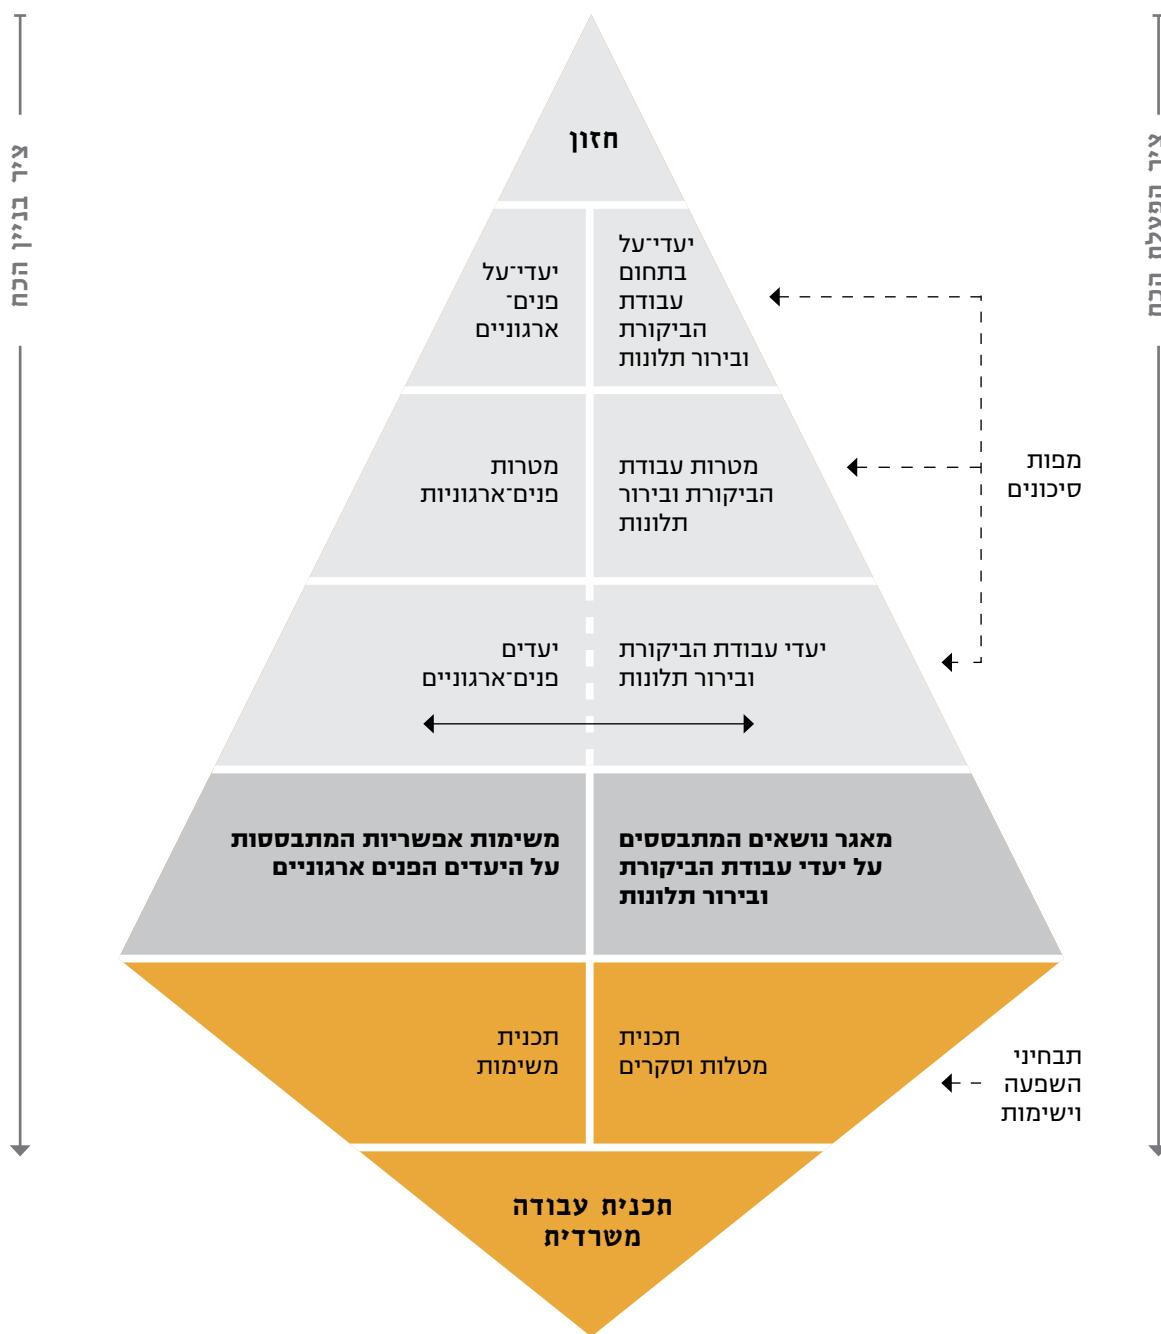 חזון
יעדי־על
בתחום
עבודת
הביקורת
ובירור תלונות
יעדי־על
פנים־
ארגוניים
מטרות עבודת
הביקורת ובירור
תלונות
מטרות
פנים־ארגוניות
יעדי עבודת הביקורת
ובירור תלונות
יעדים
פנים־ארגוניים
מאגר נושאים המתבססים
על יעדי עבודת הביקורת
ובירור תלונות
משימות אפשריות המתבססות
על היעדים הפנים ארגוניים
תכנית
מטלות וסקרים
תכנית
משימות
תכנית עבודה
משרדית
מפות
סיכונים
תבחיני
השפעה
וישימות
ציר הפעלת הכח
ציר בניין הכח